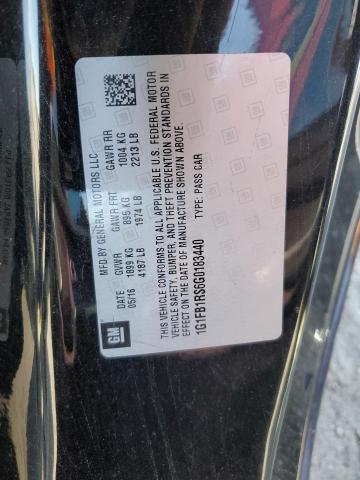 MFD BY GENERAL MOTORS LLC
DATE GVWR GAWR FRT GAWR RR
05/16 1899 KG 895 KG 1004 KG
4187 LB 1974 LB 2213 LB
THIS VEHICLE CONFORMS TO ALL APPLICABLE U.S. FEDERAL MOTOR
VEHICLE SAFETY, BUMPER, AND THEFT PREVENTION STANDARDS IN
EFFECT ON THE DATE OF MANUFACTURE SHOWN ABOVE.
1G1FB1RS6G0183440 TYPE: PASS CAR
GM